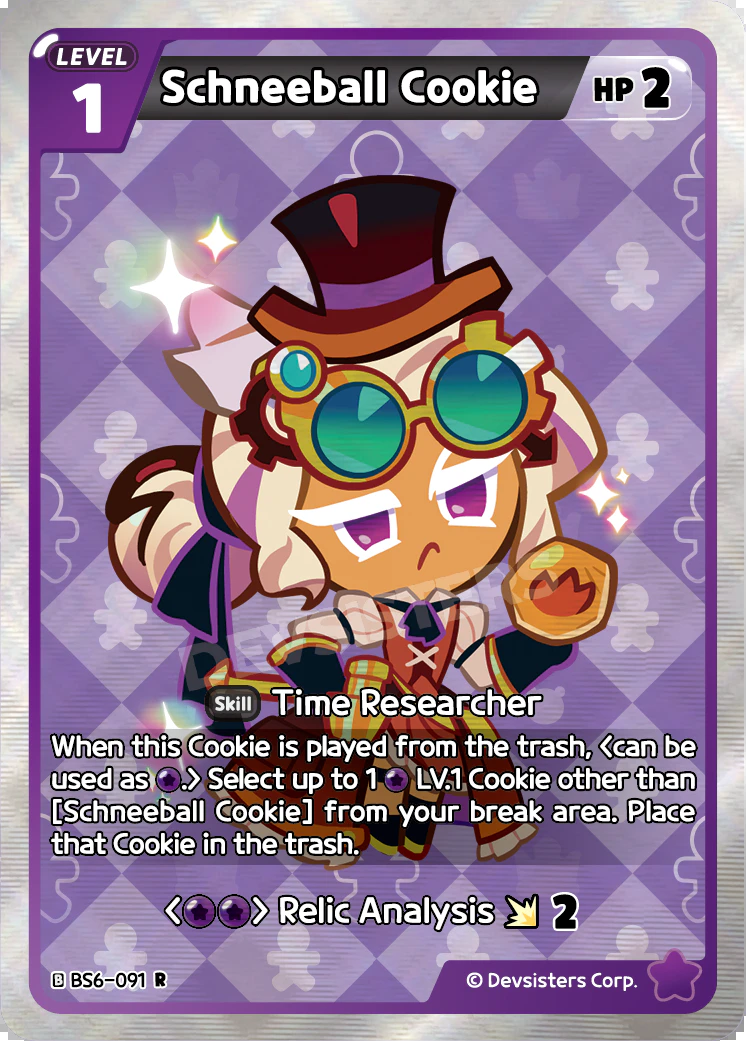 LEVEL
1
Schneeball Cookie
HP 2
DEVSISTERS
Skill Time Researcher
When this Cookie is played from the trash, <can be
used as .> Select up to 1 LV.1 Cookie other than
[Schneeball Cookie] from your break area. Place
that Cookie in the trash.
< > Relic Analysis 2
B BS6-091 R
© Devsisters Corp.